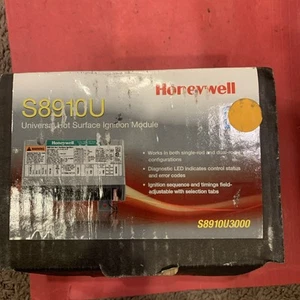 Honeywell
S8910U
Universal Hot Surface Ignition Module
Honeywell
• Works in both single-rod and dual-rod
configurations
• Diagnostic LED indicates control status
and error codes
• Ignition sequence and timings field-
adjustable with selection tabs
S8910U3000